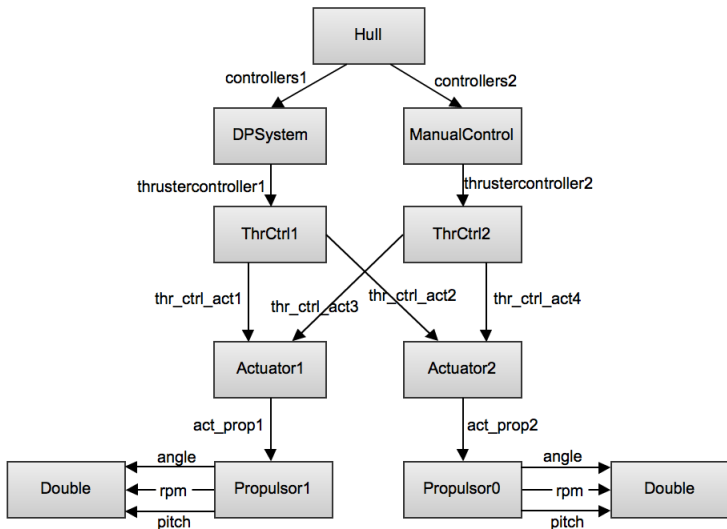 Hull
controllers1
controllers2
DPSystem
ManualControl
thrustercontroller1
thrustercontroller2
ThrCtrl1
ThrCtrl2
thr_ctrl_act1
thr_ctrl_act3
thr_ctrl_act2
thr_ctrl_act4
Actuator1
Actuator2
act_prop1
act_prop2
Double
angle
rpm
pitch
Propulsor1
Propulsor0
angle
rpm
pitch
Double